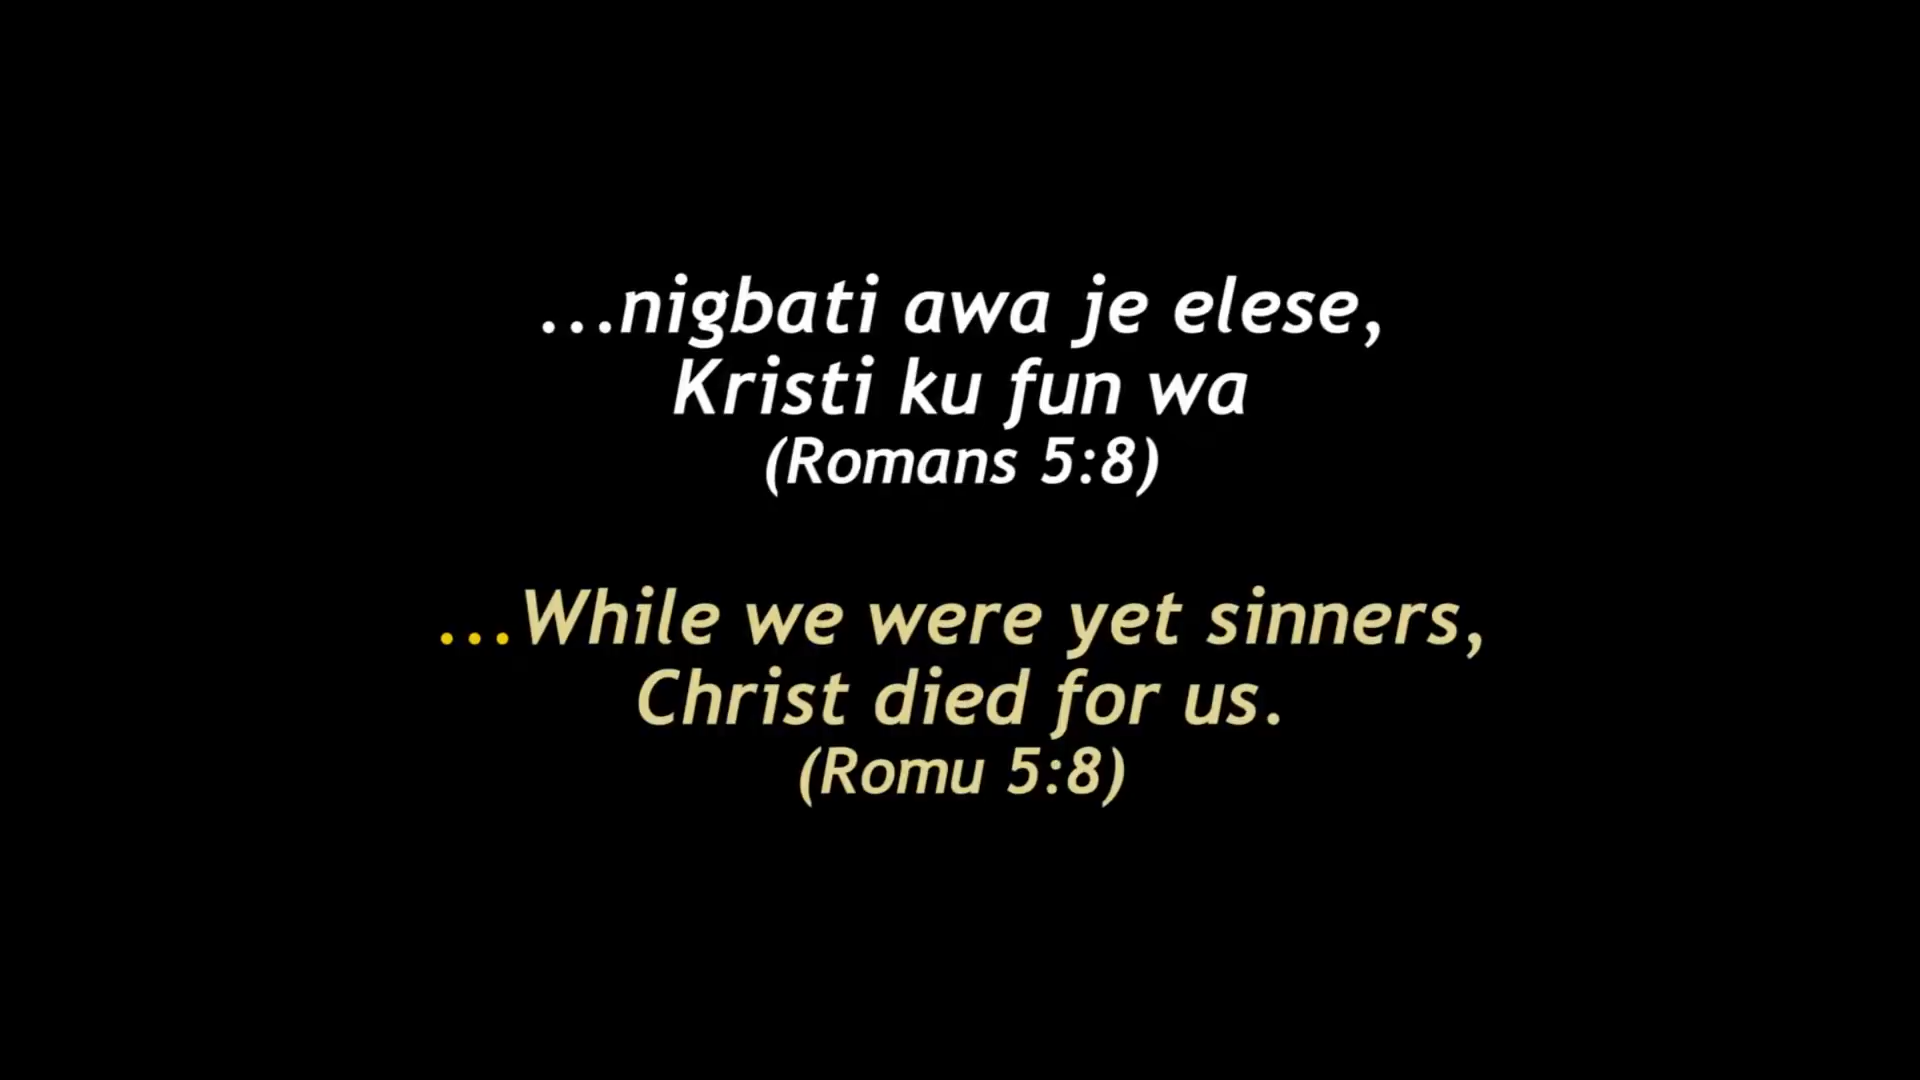 ...nigbati awa je elese,
Kristi ku fun wa
(Romans 5:8)
...While we were yet sinners,
Christ died for us.
(Romu 5:8)